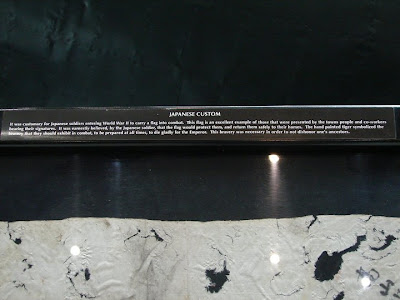 JAPANESE CUSTOM
It was customary for Japanese soldiers entering World War II to carry a flag into combat. This flag is an excellent example of those that were presented by the towns people and co-workers
bearing their signatures. It was earnestly believed, by the Japanese soldier, that the flag would protect them, and return them safely to their homes. The hand painted tiger symbolized the
bravery that they should exhibit in combat, to be prepared at all times, to die gladly for the Emperor. This bravery was necessary in order to not dishonor one's ancestors.